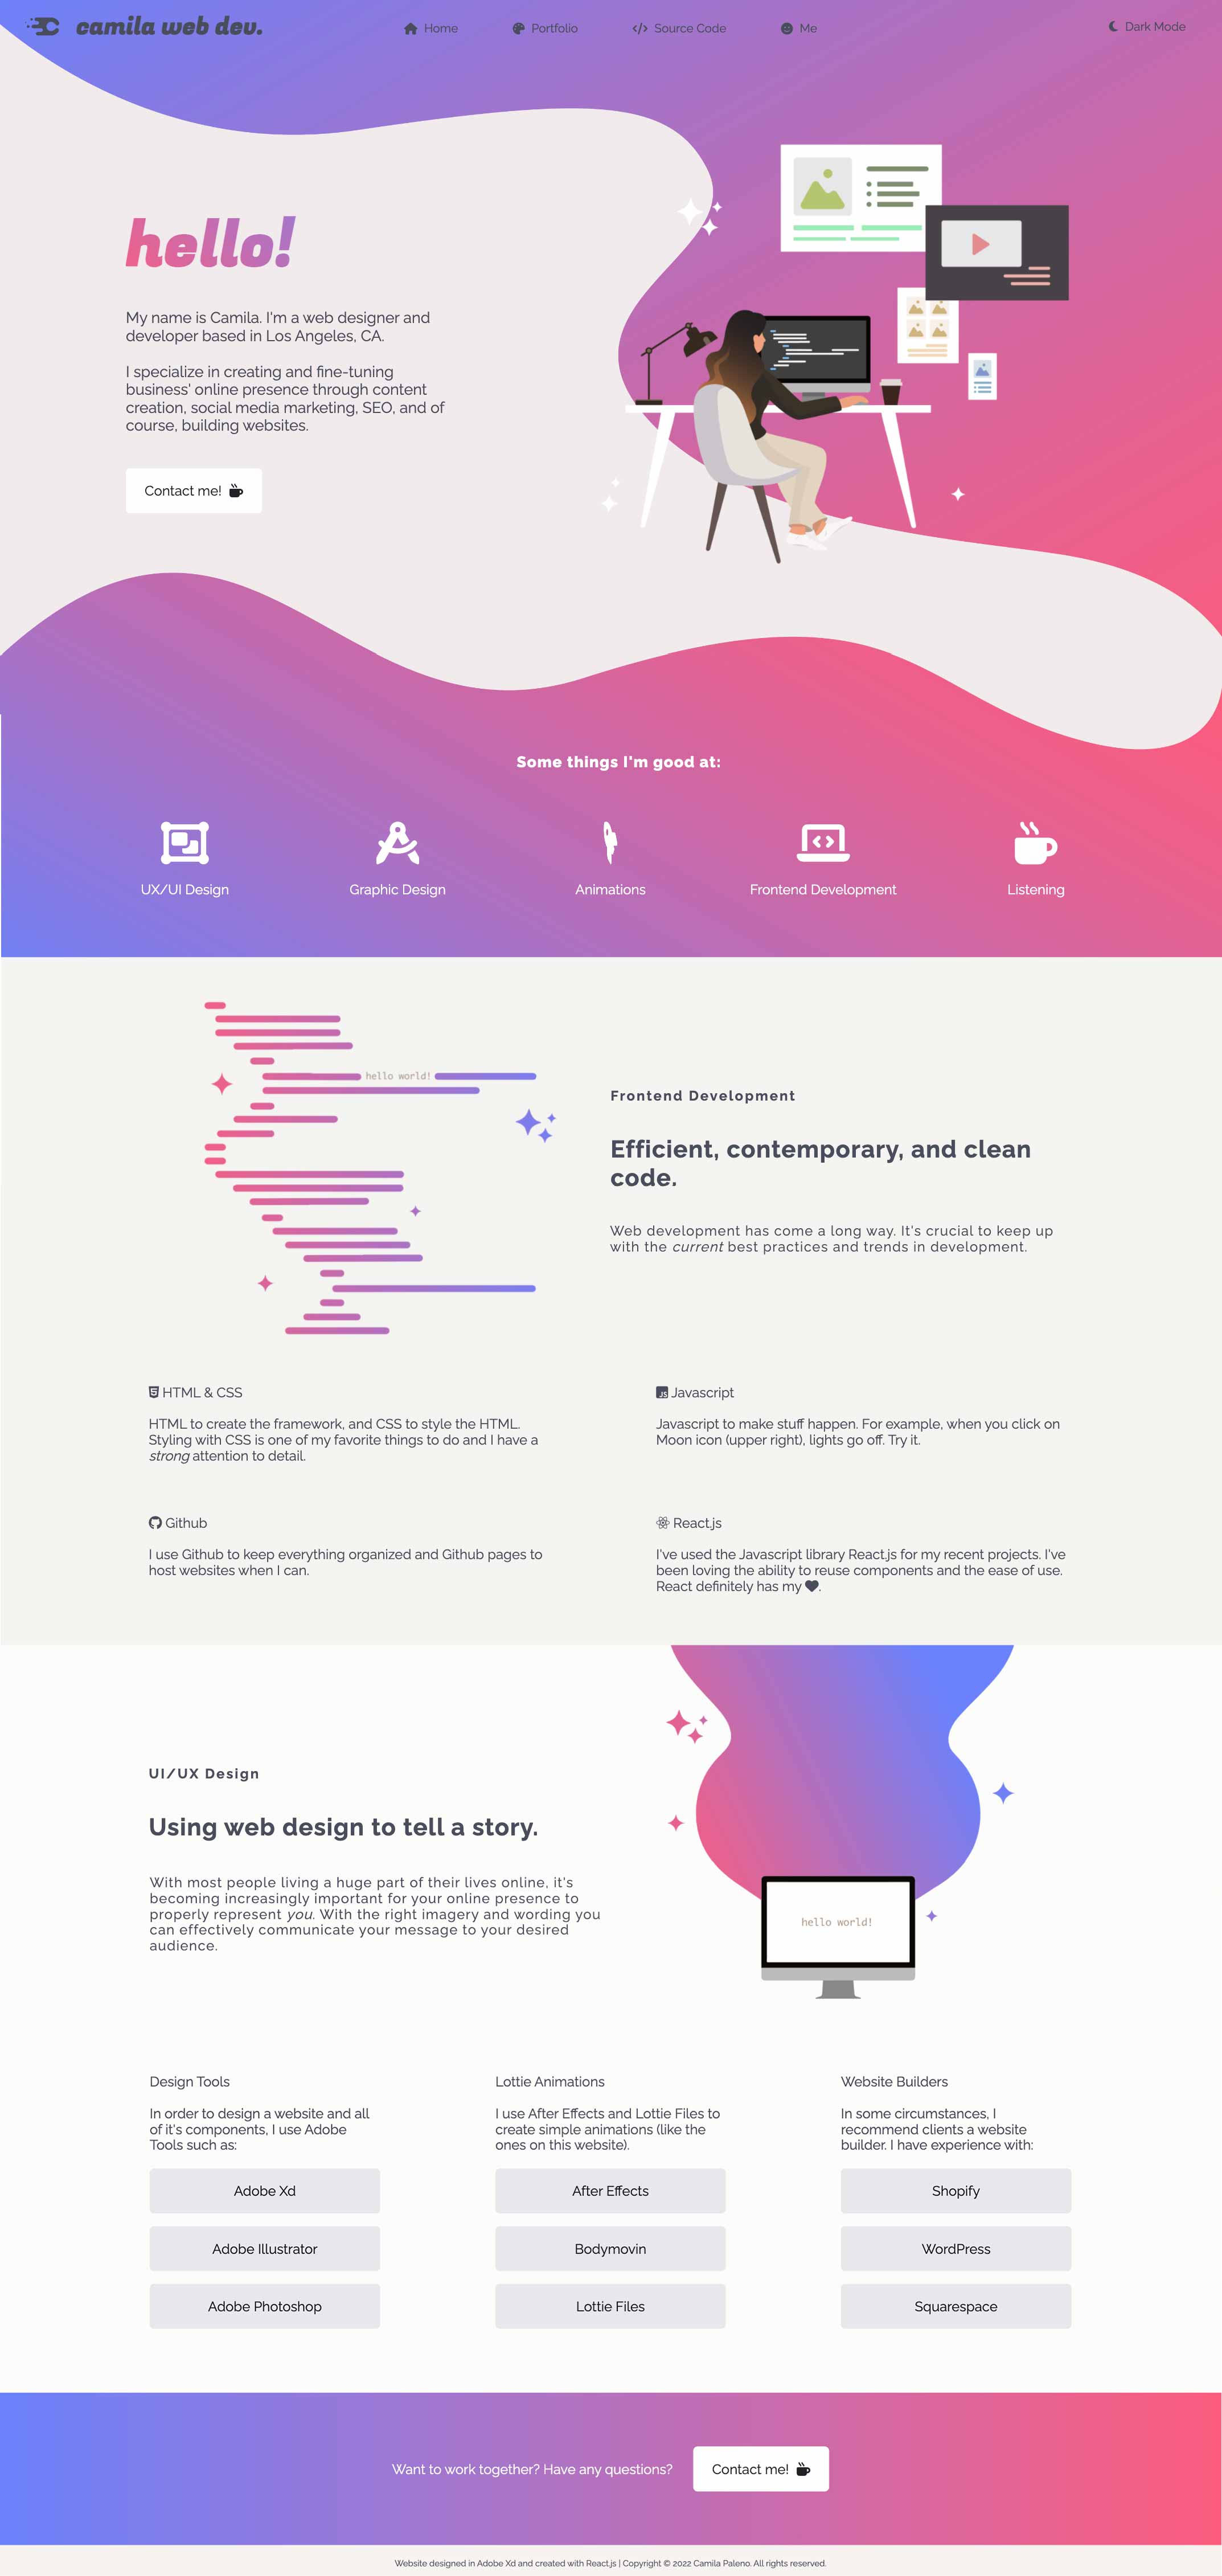 camila web dev.
Home
Portfolio
Source Code
Me
Dark Mode
hello!
My name is Camila. I'm a web designer and
developer based in Los Angeles, CA.
I specialize in creating and fine-tuning
business' online presence through content
creation, social media marketing, SEO, and of
course, building websites.
Contact me!
Some things I'm good at:
UX/UI Design
Graphic Design
Animations
Frontend Development
Listening
hello world!
Frontend Development
Efficient, contemporary, and clean
code.
Web development has come a long way. It's crucial to keep up
with the current best practices and trends in development.
HTML & CSS
HTML to create the framework, and CSS to style the HTML.
Styling with CSS is one of my favorite things to do and I have a
strong attention to detail.
JS Javascript
Javascript to make stuff happen. For example, when you click on
Moon icon (upper right), lights go off. Try it.
Github
I use Github to keep everything organized and Github pages to
host websites when I can.
React.js
I've used the Javascript library React.js for my recent projects. I've
been loving the ability to reuse components and the ease of use.
React definitely has my ♥.
UI/UX Design
Using web design to tell a story.
With most people living a huge part of their lives online, it's
becoming increasingly important for your online presence to
properly represent you. With the right imagery and wording you
can effectively communicate your message to your desired
audience.
hello world!
Design Tools
In order to design a website and all
of it's components, I use Adobe
Tools such as:
Adobe Xd
Adobe Illustrator
Adobe Photoshop
Lottie Animations
I use After Effects and Lottie Files to
create simple animations (like the
ones on this website).
After Effects
Bodymovin
Lottie Files
Website Builders
In some circumstances, I
recommend clients a website
builder. I have experience with:
Shopify
WordPress
Squarespace
Want to work together? Have any questions?
Contact me!
Website designed in Adobe Xd and created with React.js | Copyright © 2022 Camila Paleno. All rights reserved.